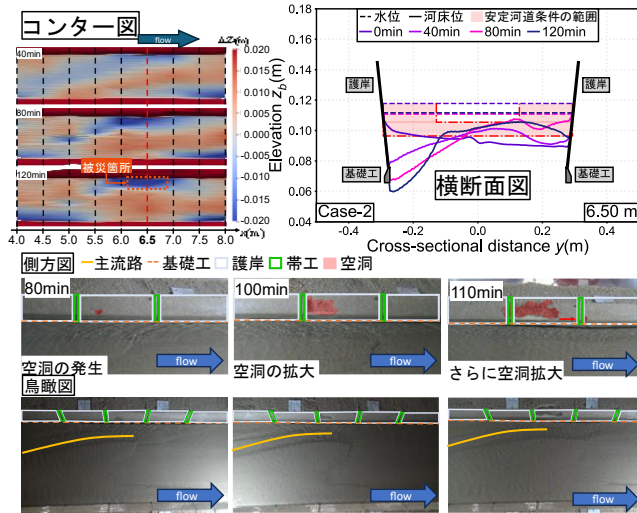 コンター図
flow
ΔZb(m)
40min
80min
120min
被災箇所
0.020
0.015
0.010
0.005
0.000
-0.005
-0.010
-0.015
-0.020
4.0 4.5 5.0 5.5 6.0 6.5 7.0 7.5 8.0 x(m)
水位 河床位 安定河道条件の範囲
0min 40min 80min 120min
Elevation zb(m)
0.14
0.12
0.10
0.08
0.06
0.04
護岸 護岸
基礎工 基礎工
横断面図
Case-2 6.50 m
-0.4 -0.2 0.0 0.2 0.4
Cross-sectional distance y(m)
側方図 主流路 基礎工 護岸 帯工 空洞
80min 100min 110min
flow flow flow
空洞の発生 空洞の拡大 さらに空洞拡大
鳥瞰図
flow flow flow